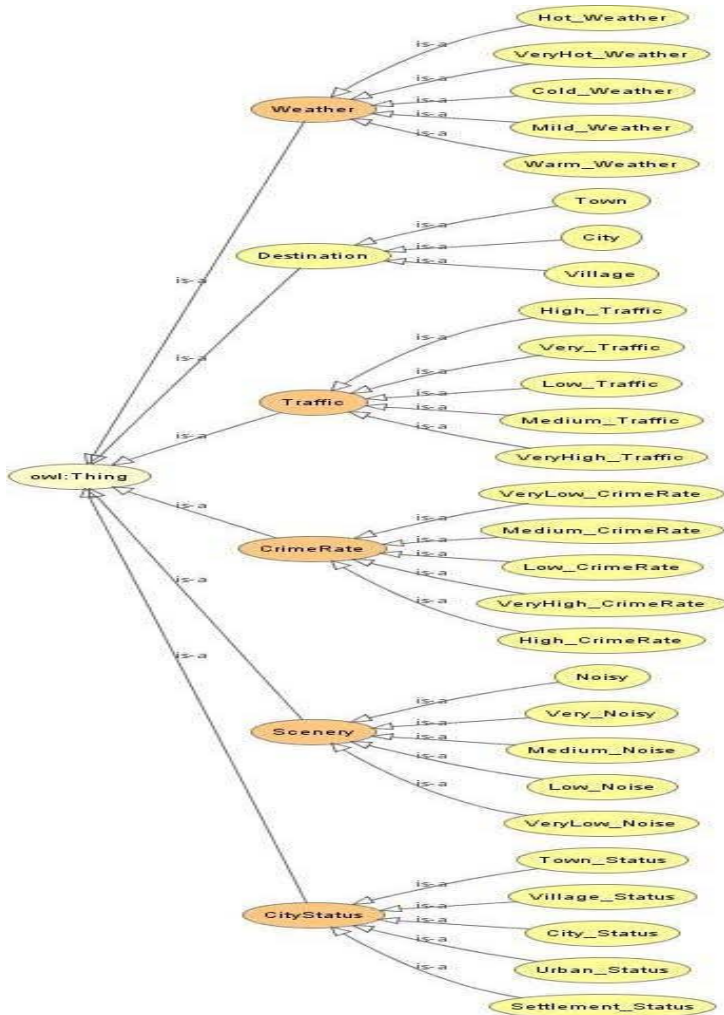 Hot_Weather
is-a
VeryHot_Weather
is-a
Cold_Weather
Weather
is-a
Mild_Weather
is-a
Warm_Weather
is-a
Town
is-a
City
is-a
Destination
is-a
Village
is-a
High_Traffic
is-a
Very_Traffic
is-a
Low_Traffic
is-a
Traffic
is-a
Medium_Traffic
is-a
is-a
VeryHigh_Traffic
is-a
owl:Thing
VeryLow_CrimeRate
is-a
is-a
Medium_CrimeRate
is-a
CrimeRate
is-a
Low_CrimeRate
is-a
is-a
VeryHigh_CrimeRate
is-a
High_CrimeRate
is-a
Noisy
is-a
Very_Noisy
is-a
Scenery
is-a
Medium_Noise
is-a
Low_Noise
is-a
VeryLow_Noise
Town_Status
is-a
Village_Status
is-a
CityStatus
is-a
City_Status
is-a
Urban_Status
is-a
Settlement_Status